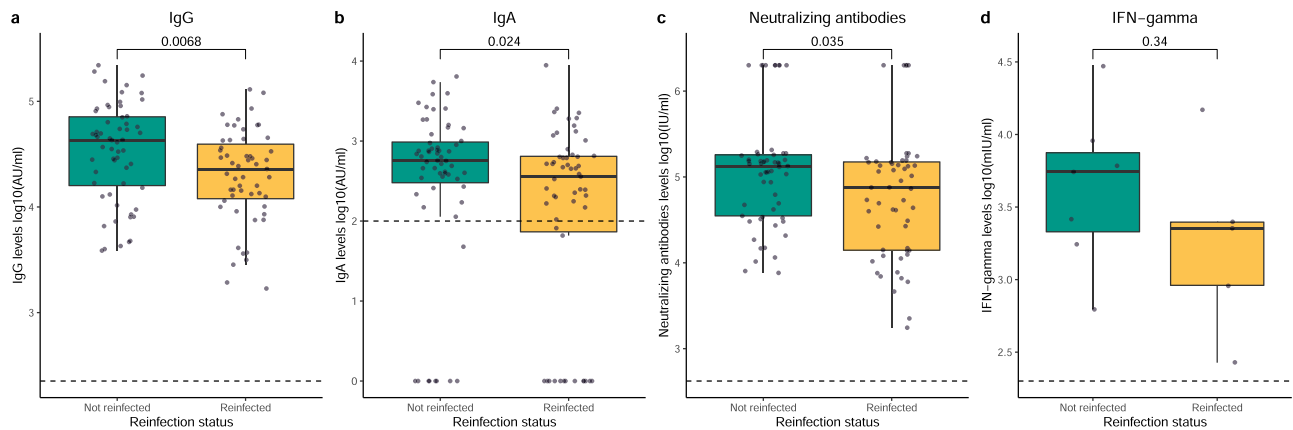 a IgG
0.0068
5
4
3
IgG levels log10(AU/ml)
Not reinfected Reinfected
Reinfection status
b IgA
0.024
4
3
2
1
0
IgA levels log10(AU/ml)
Not reinfected Reinfected
Reinfection status
c Neutralizing antibodies
0.035
6
5
4
3
Neutralizing antibodies levels log10(IU/ml)
Not reinfected Reinfected
Reinfection status
d IFN−gamma
0.34
4.5
4.0
3.5
3.0
2.5
IFN−gamma levels log10(mIU/ml)
Not reinfected Reinfected
Reinfection status